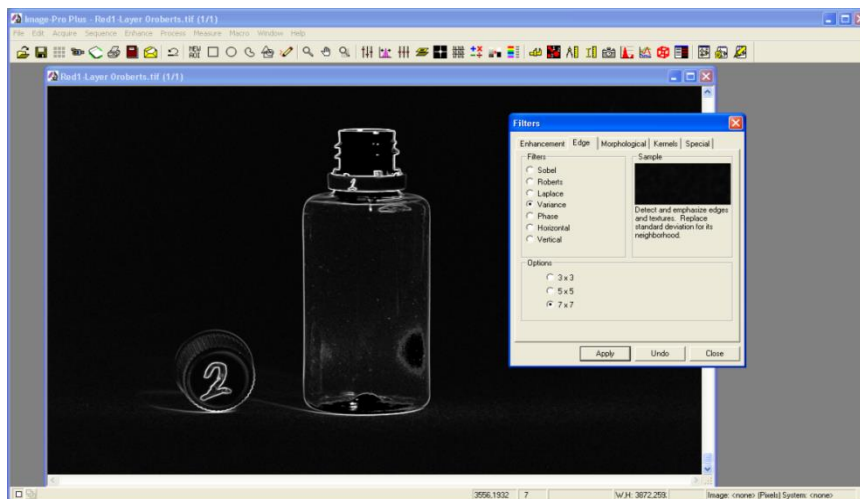 Image-Pro Plus - Red1-Layer 0roberts.tif (1/1)
File Edit Acquire Sequence Enhance Process Measure Macro Window Help
Red1-Layer 0roberts.tif (1/1)
1
2
Filters
Enhancement Edge Morphological Kernels Special
Filters
Sobel
Roberts
Laplace
Variance
Phase
Horizontal
Vertical
Sample
Detect and emphasize edges
and textures. Replace
standard deviation for its
neighborhood.
Options
3 x 3
5 x 5
7 x 7
Apply Undo Close
3556,1932 7 W,H: 3872,259. Image: <none> (Pixels) System: <none>